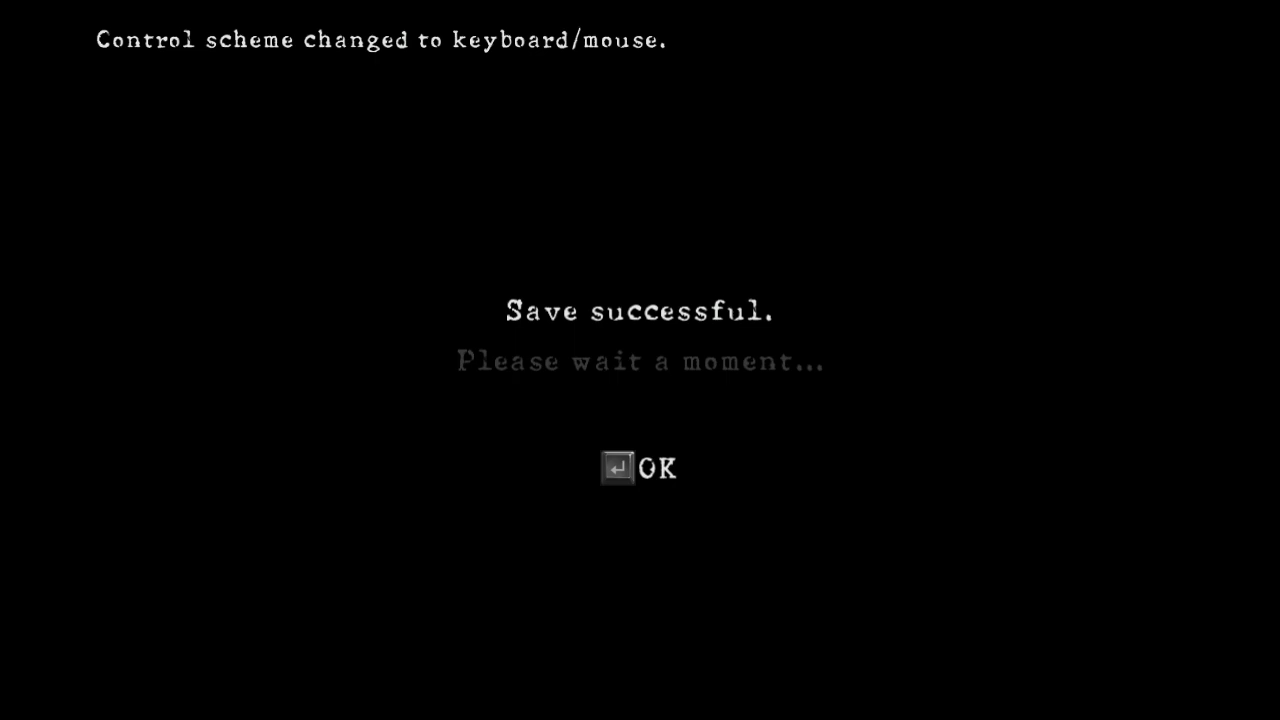 Control scheme changed to keyboard/mouse.
Save successful.
Please wait a moment...
OK